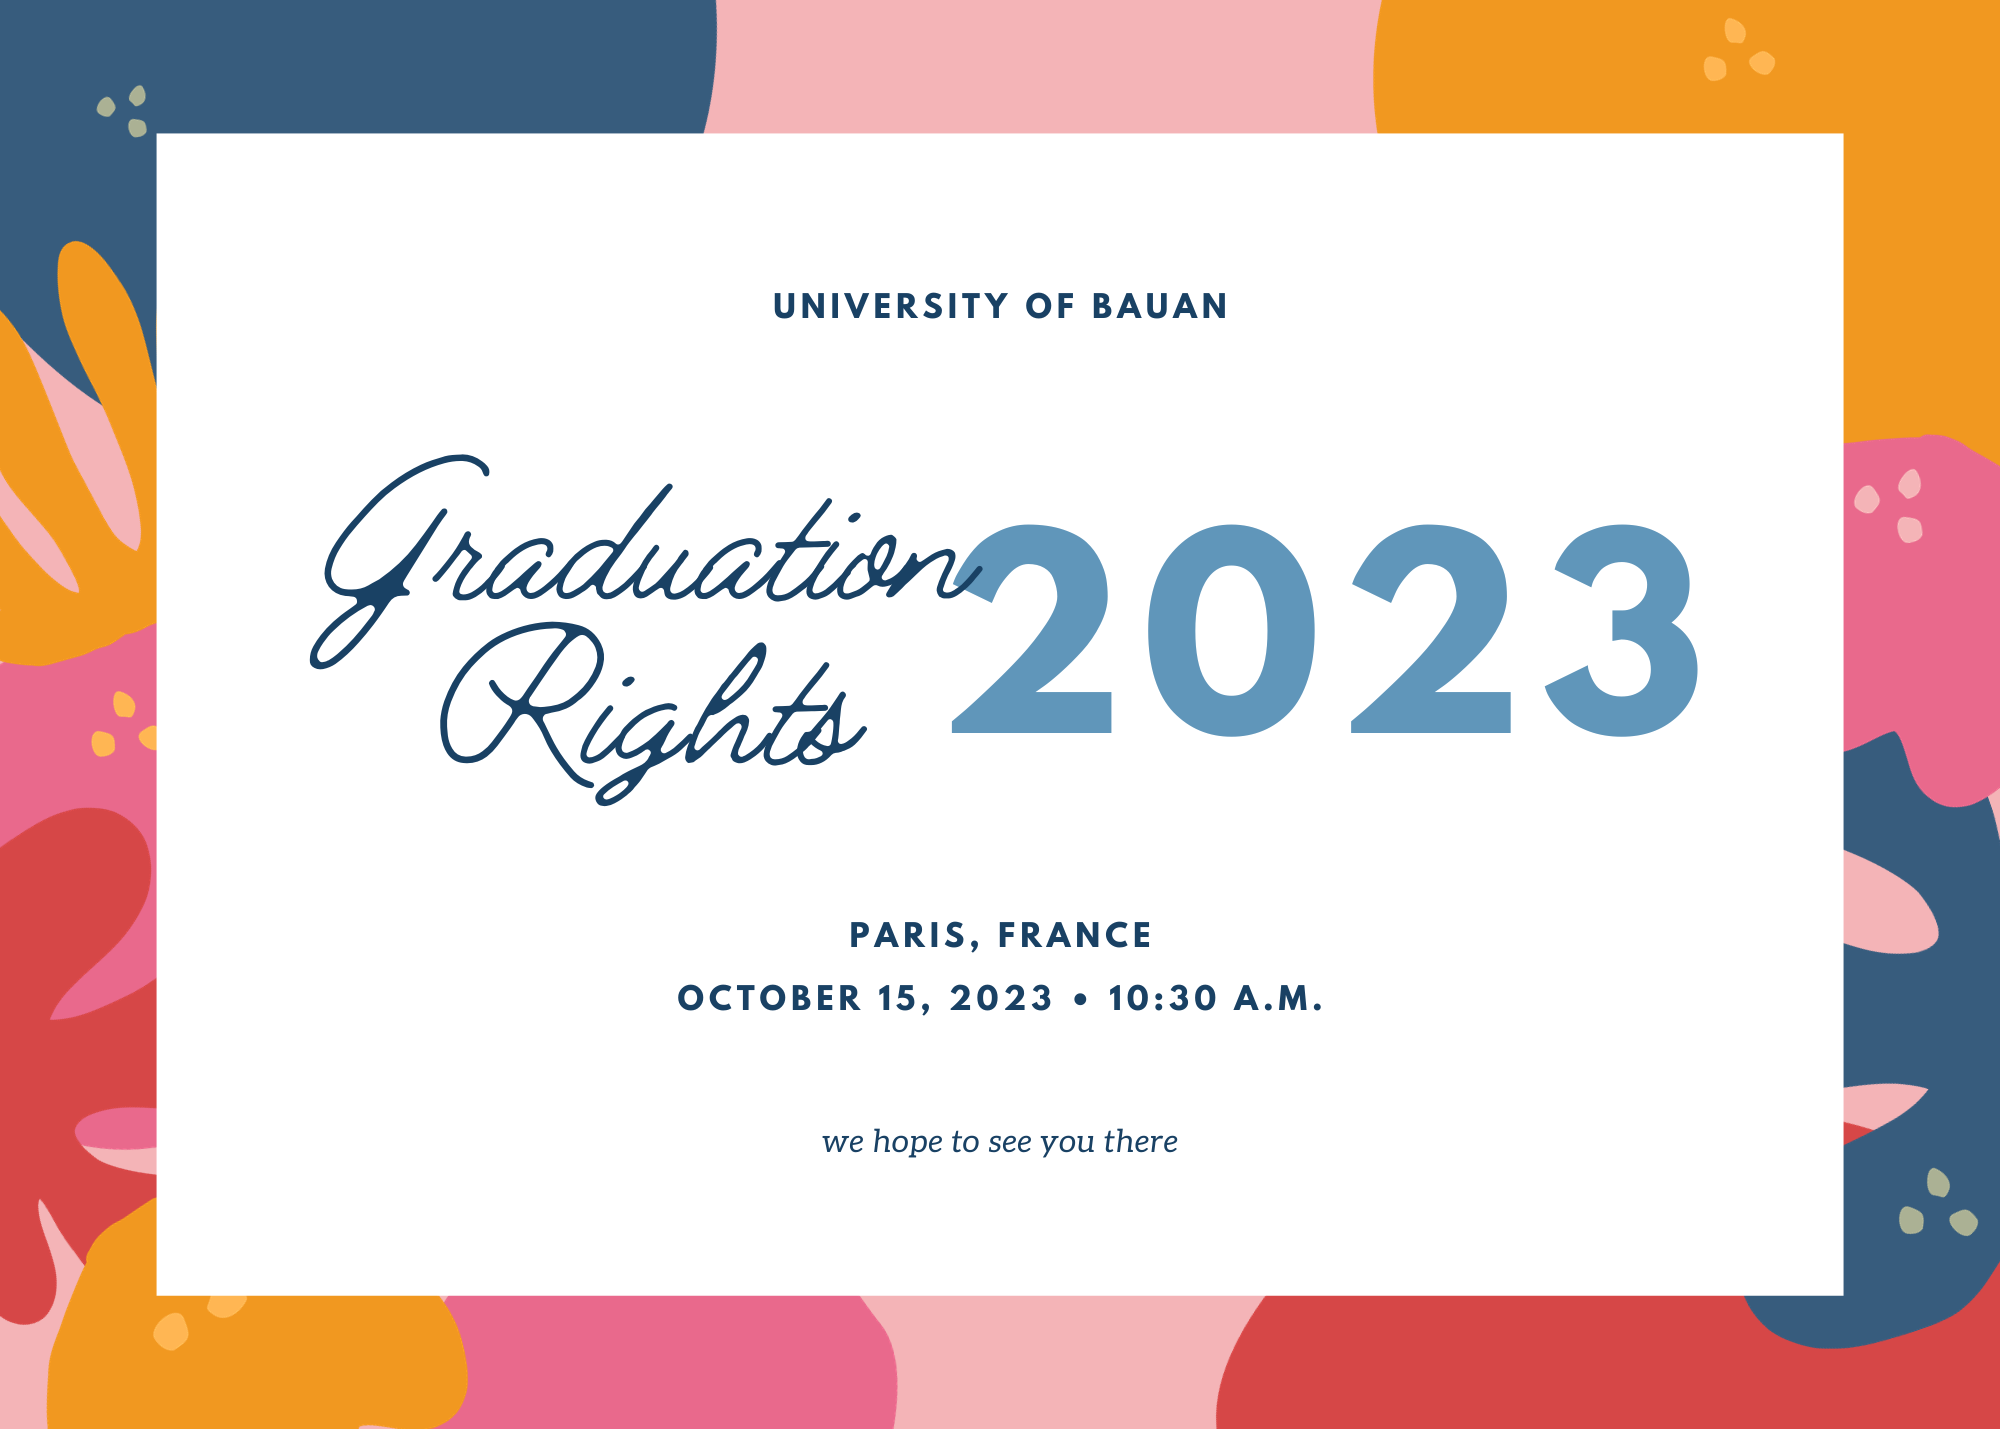 UNIVERSITY OF BAUAN
Graduation
Rights
2023
PARIS, FRANCE
OCTOBER 15, 2023 • 10:30 A.M.
we hope to see you there